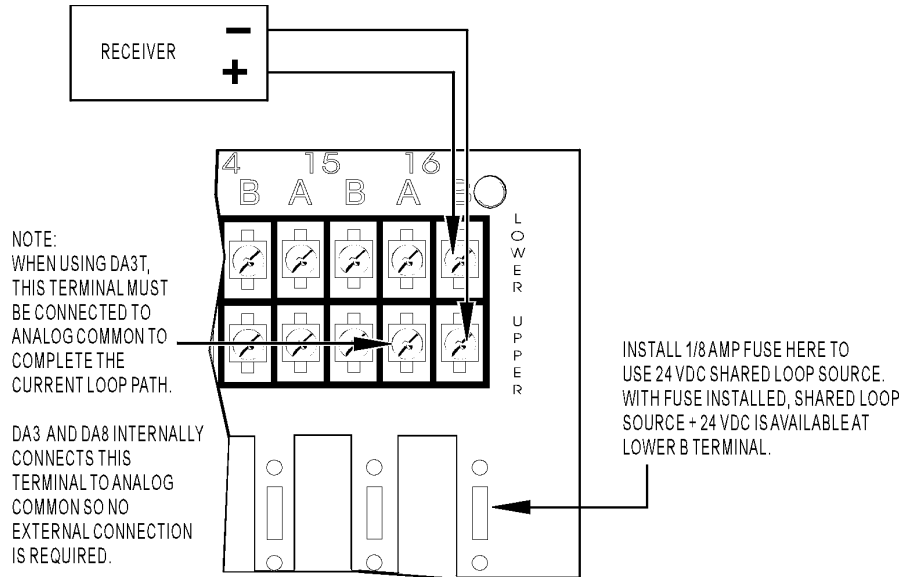 RECEIVER
−
+
4 15 16
B A B A B
LOWER
UPPER
NOTE:
WHEN USING DA3T,
THIS TERMINAL MUST
BE CONNECTED TO
ANALOG COMMON TO
COMPLETE THE
CURRENT LOOP PATH.
DA3 AND DA8 INTERNALLY
CONNECTS THIS
TERMINAL TO ANALOG
COMMON SO NO
EXTERNAL CONNECTION
IS REQUIRED.
INSTALL 1/8 AMP FUSE HERE TO
USE 24 VDC SHARED LOOP SOURCE.
WITH FUSE INSTALLED, SHARED LOOP
SOURCE + 24 VDC IS AVAILABLE AT
LOWER B TERMINAL.